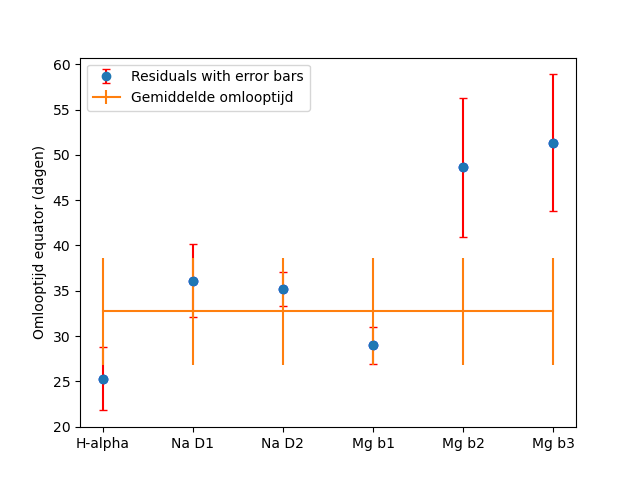 Residuals with error bars
Gemiddelde omlooptijd
Omlooptijd equator (dagen)
60
55
50
45
40
35
30
25
20
H-alpha Na D1 Na D2 Mg b1 Mg b2 Mg b3